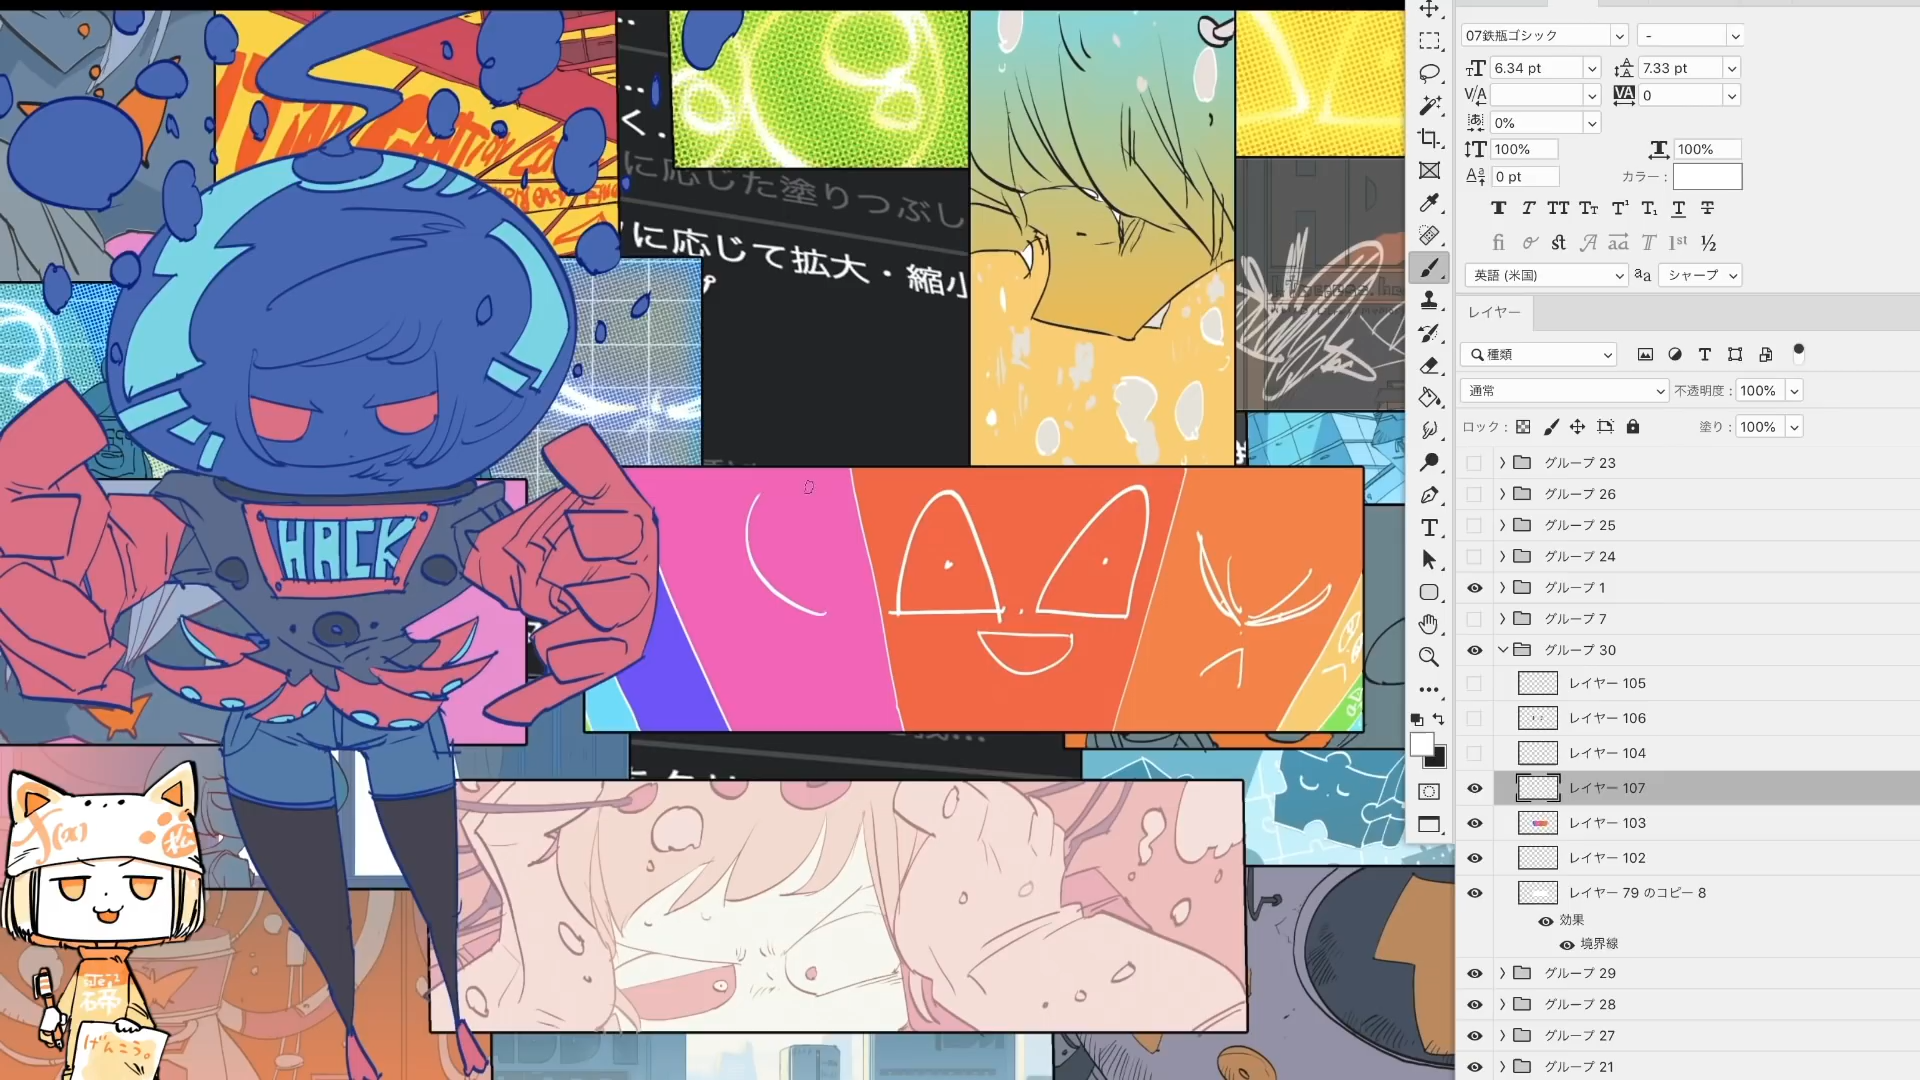 07鉄瓶ゴシック
-
6.34 pt
7.33 pt
0
0%
100%
100%
0 pt
カラー :
英語 (米国)
シャープ
レイヤー
種類
通常
不透明度 : 100%
ロック :
塗り : 100%
グループ 23
グループ 26
グループ 25
グループ 24
グループ 1
グループ 7
グループ 30
レイヤー 105
レイヤー 106
レイヤー 104
レイヤー 107
レイヤー 103
レイヤー 102
レイヤー 79 のコピー 8
効果
境界線
グループ 29
グループ 28
グループ 27
グループ 21
く.
に応じた塗りつぶし
に応じて拡大・縮小
HACK
f(x)
松
げんこう。